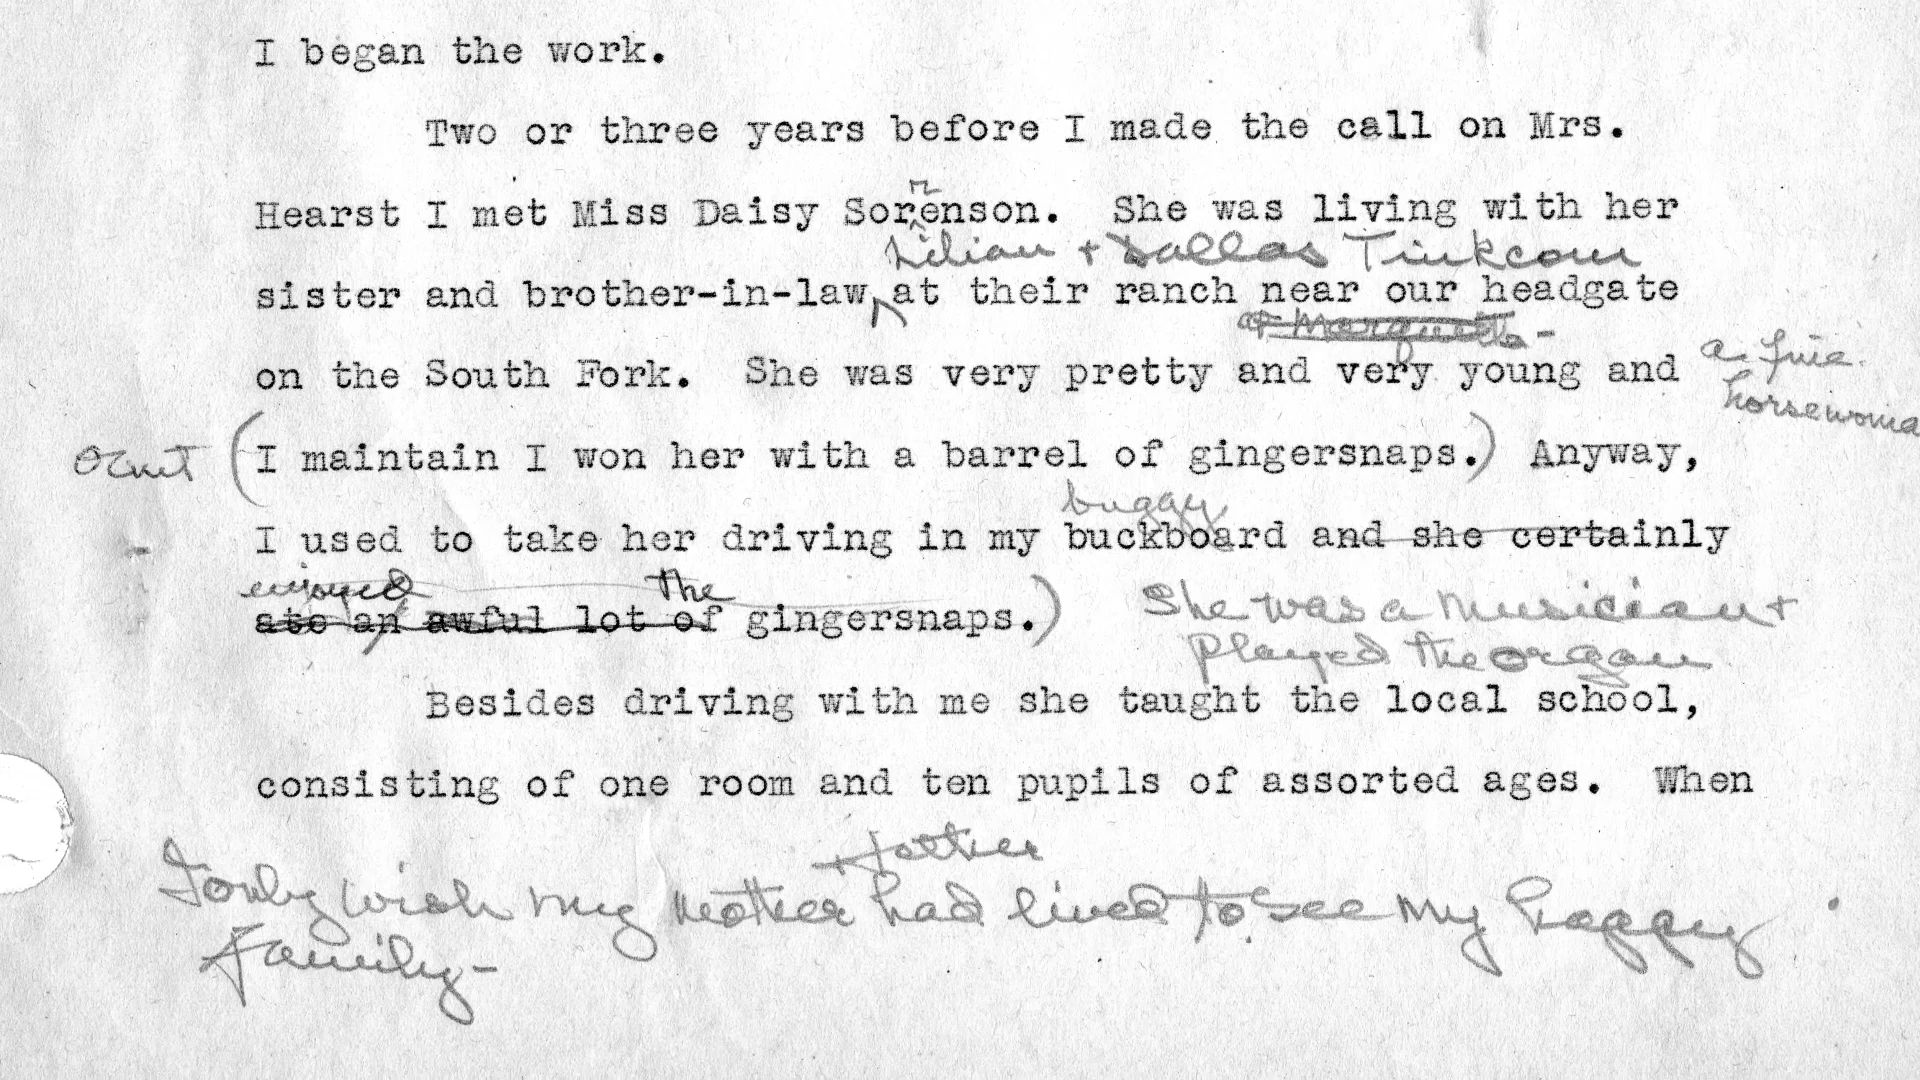 I began the work.
Two or three years before I made the call on Mrs.
n
Hearst I met Miss Daisy Sorenson. She was living with her
Lilian + Dallas Tinkcom
sister and brother-in-law at their ranch near our headgate
at Marquette -
on the South Fork. She was very pretty and very young and
a fine
horsewoma
omit (I maintain I won her with a barrel of gingersnaps.) Anyway,
buggy
I used to take her driving in my buckboard and she certainly
enjoyed the
ate an awful lot of gingersnaps.)
She was a musician +
played the organ
Besides driving with me she taught the local school,
consisting of one room and ten pupils of assorted ages. When
+ father
I only wish my mother had lived to see my happy
Family-